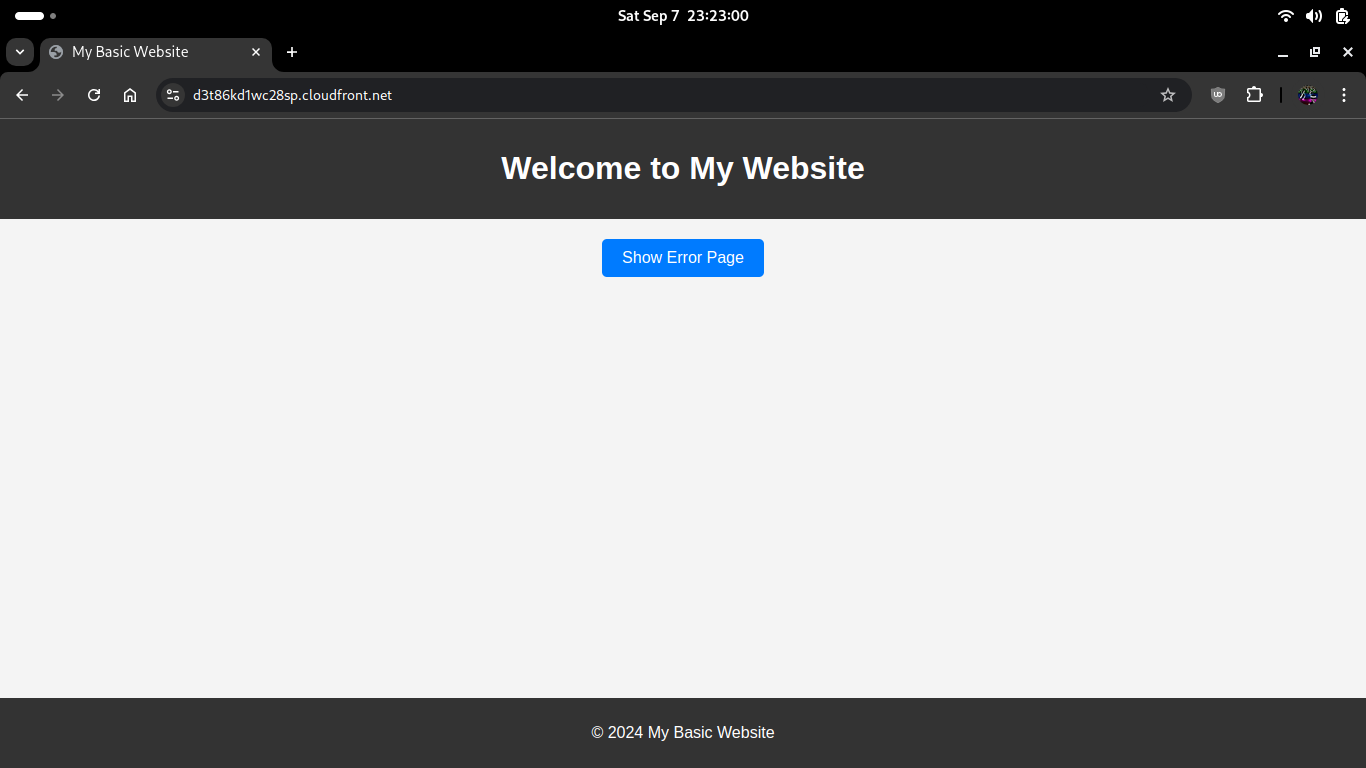 Sat Sep 7 23:23:00
My Basic Website
d3t86kd1wc28sp.cloudfront.net
Welcome to My Website
Show Error Page
© 2024 My Basic Website